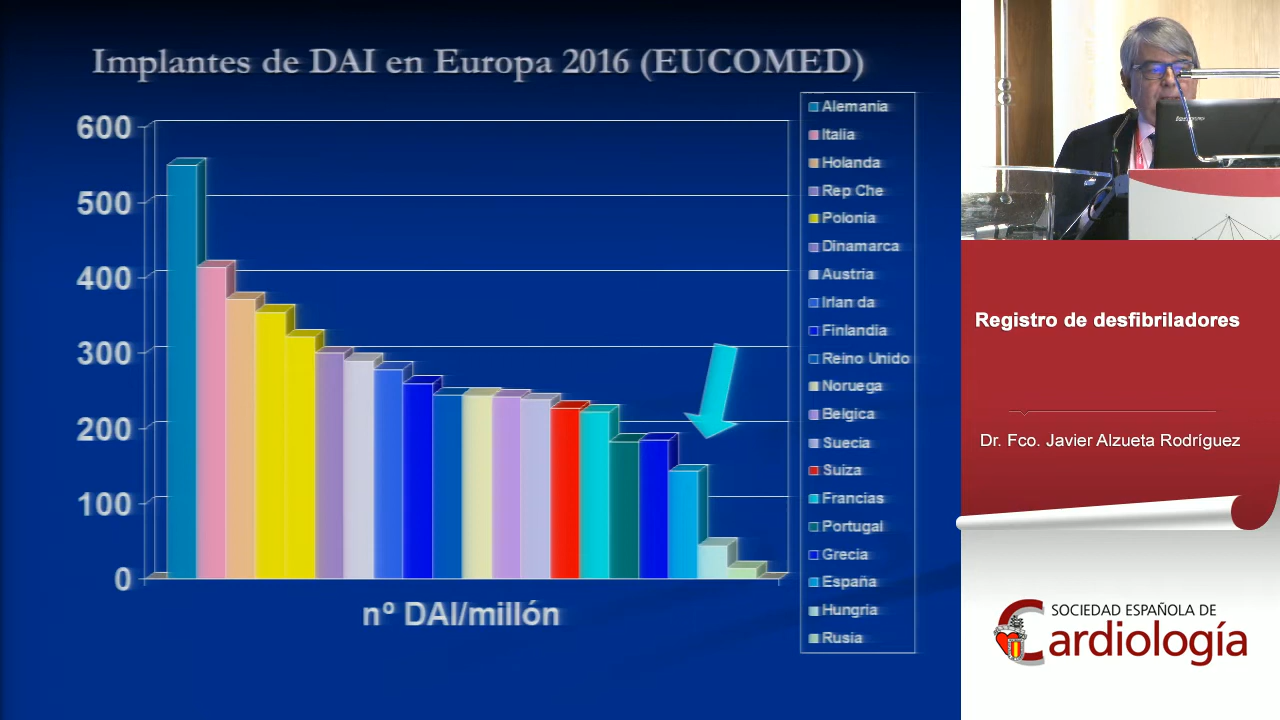 Implantes de DAI en Europa 2016 (EUCOMED)
600
500
400
300
200
100
0
nº DAI/millón
Alemania
Italia
Holanda
Rep Che
Polonia
Dinamarca
Austria
Irlan da
Finlandia
Reino Unido
Noruega
Belgica
Suecia
Suiza
Francias
Portugal
Grecia
España
Hungria
Rusia
Registro de desfibriladores
Dr. Fco. Javier Alzueta Rodríguez
SOCIEDAD ESPAÑOLA DE
Cardiología